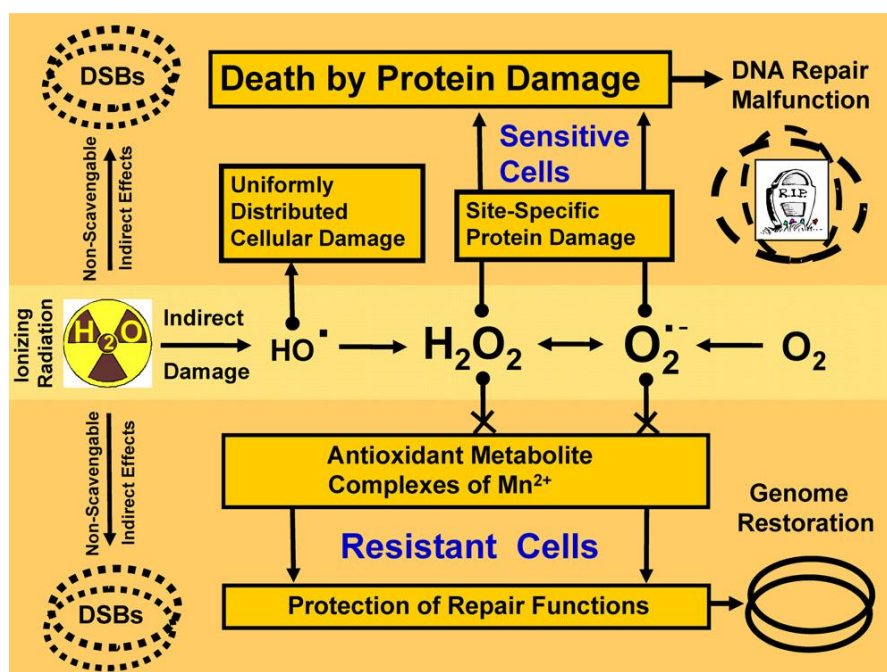 DSBs
Death by Protein Damage
DNA Repair
Malfunction
Sensitive
Cells
Non-Scavengable
Indirect Effects
Uniformly
Distributed
Cellular Damage
Site-Specific
Protein Damage
R.I.P.
Ionizing
Radiation
H2O
Indirect
Damage
HO˙
H₂O₂
O₂˙⁻
O₂
Non-Scavengable
Indirect Effects
Antioxidant Metabolite
Complexes of Mn²⁺
Genome
Restoration
Resistant Cells
DSBs
Protection of Repair Functions